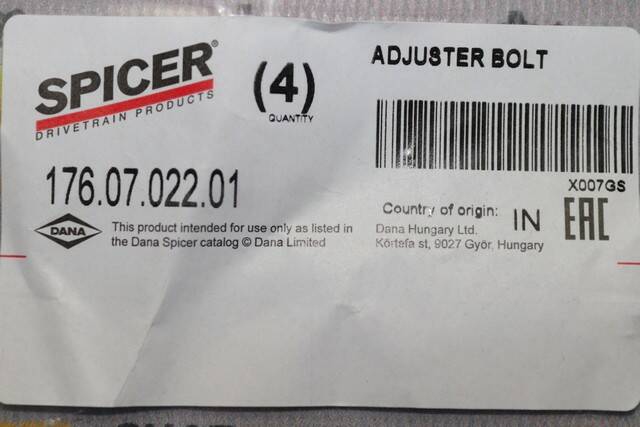 SPICER®
DRIVETRAIN PRODUCTS
(4)
QUANTITY
ADJUSTER BOLT
X007GS
176.07.022.01
Country of origin: IN
EAC
DANA
This product intended for use only as listed in
the Dana Spicer catalog © Dana Limited
Dana Hungary Ltd.
Körtefa st, 9027 Győr, Hungary